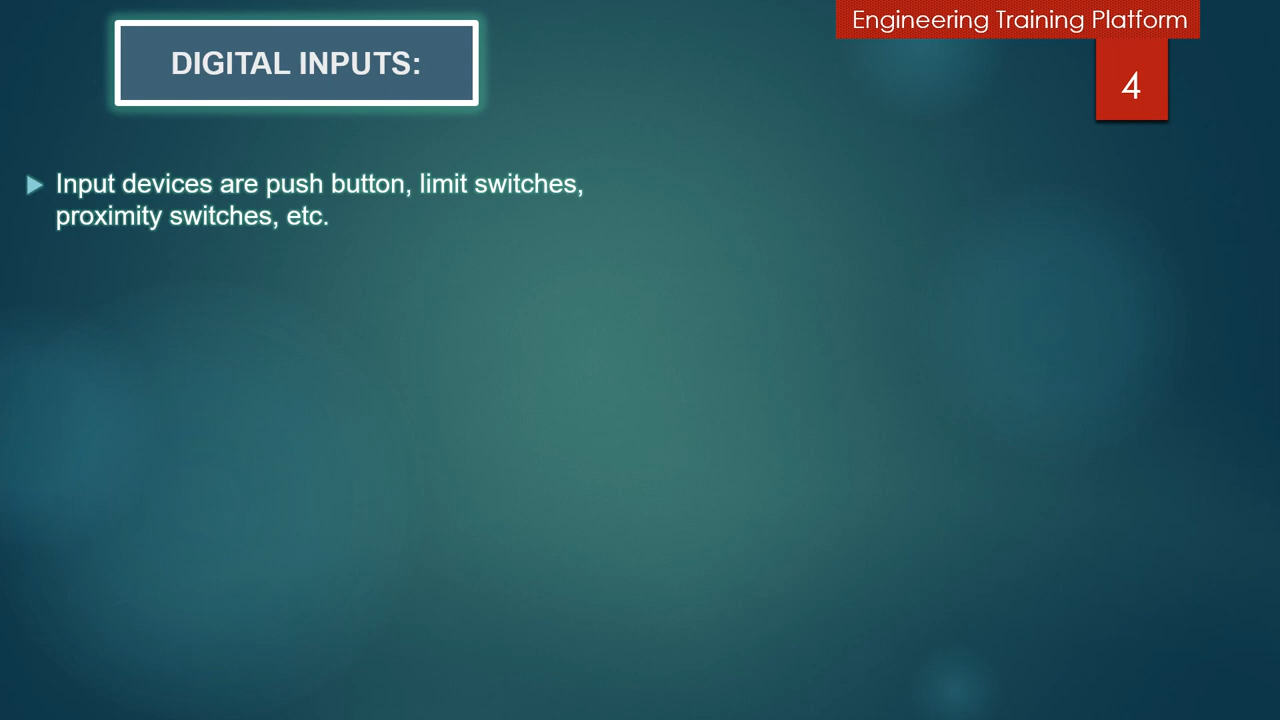 Engineering Training Platform
DIGITAL INPUTS:
4
Input devices are push button, limit switches,
proximity switches, etc.